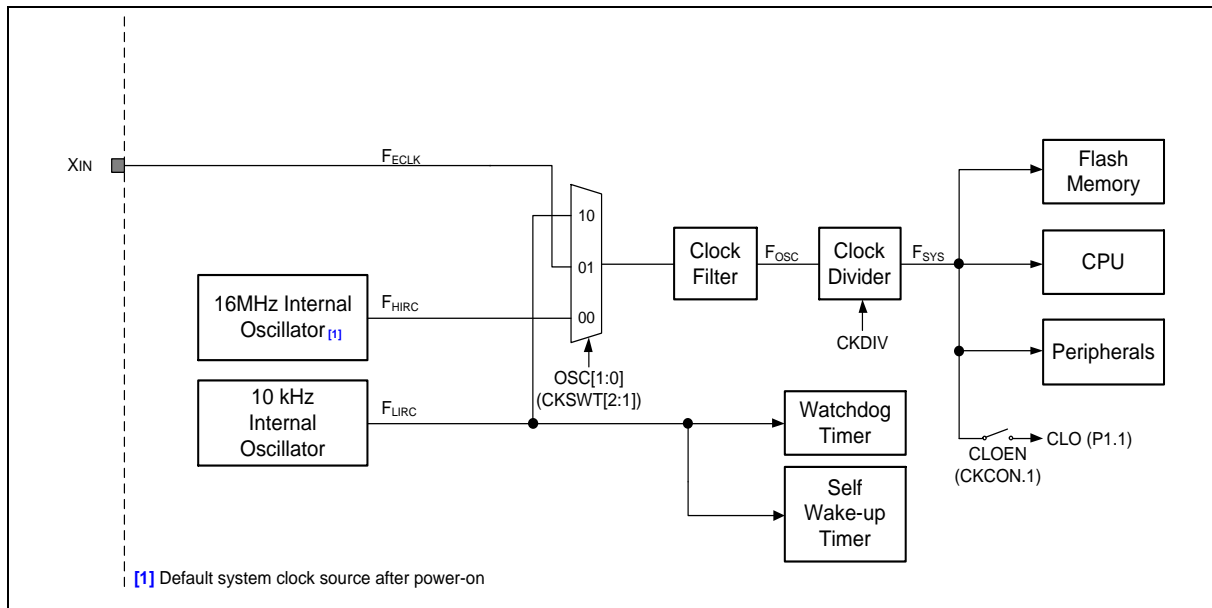 XIN
FECLK
10
01
00
16MHz Internal
Oscillator [1]
FHIRC
10 kHz
Internal
Oscillator
FLIRC
OSC[1:0]
(CKSWT[2:1])
Clock
Filter
FOSC
Clock
Divider
CKDIV
FSYS
Flash
Memory
CPU
Peripherals
CLOEN
(CKCON.1)
CLO (P1.1)
Watchdog
Timer
Self
Wake-up
Timer
[1] Default system clock source after power-on